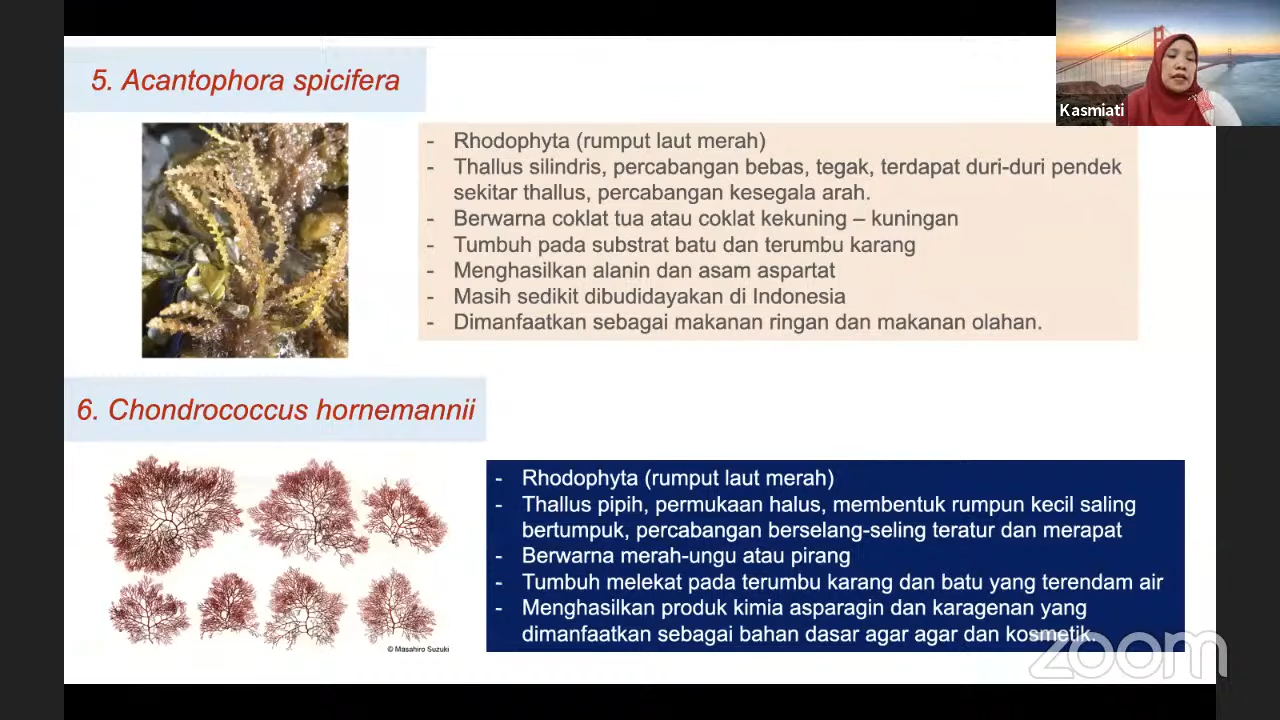 5. Acantophora spicifera
Kasmiati
- Rhodophyta (rumput laut merah)
- Thallus silindris, percabangan bebas, tegak, terdapat duri-duri pendek
sekitar thallus, percabangan kesegala arah.
- Berwarna coklat tua atau coklat kekuning – kuningan
- Tumbuh pada substrat batu dan terumbu karang
- Menghasilkan alanin dan asam aspartat
- Masih sedikit dibudidayakan di Indonesia
- Dimanfaatkan sebagai makanan ringan dan makanan olahan.
6. Chondrococcus hornemannii
- Rhodophyta (rumput laut merah)
- Thallus pipih, permukaan halus, membentuk rumpun kecil saling
bertumpuk, percabangan berselang-seling teratur dan merapat
- Berwarna merah-ungu atau pirang
- Tumbuh melekat pada terumbu karang dan batu yang terendam air
- Menghasilkan produk kimia asparagin dan karagenan yang
dimanfaatkan sebagai bahan dasar agar agar dan kosmetik.
© Masahiro Suzuki
zoom